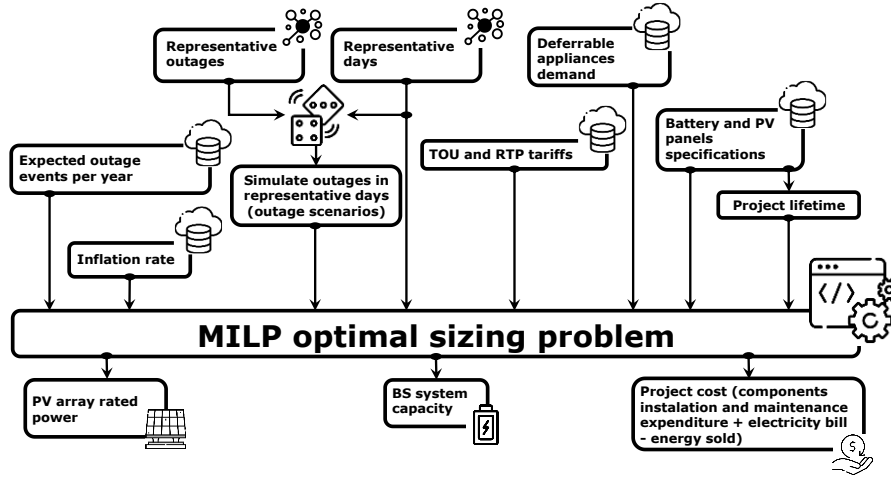 Representative
outages
Representative
days
Deferrable
appliances
demand
Expected outage
events per year
Simulate outages in
representative days
(outage scenarios)
TOU and RTP tariffs
Battery and PV
panels
specifications
Project lifetime
Inflation rate
</>
MILP optimal sizing problem
PV array rated
power
BS system
capacity
Project cost (components
instalation and maintenance
expenditure + electricity bill
- energy sold)
$